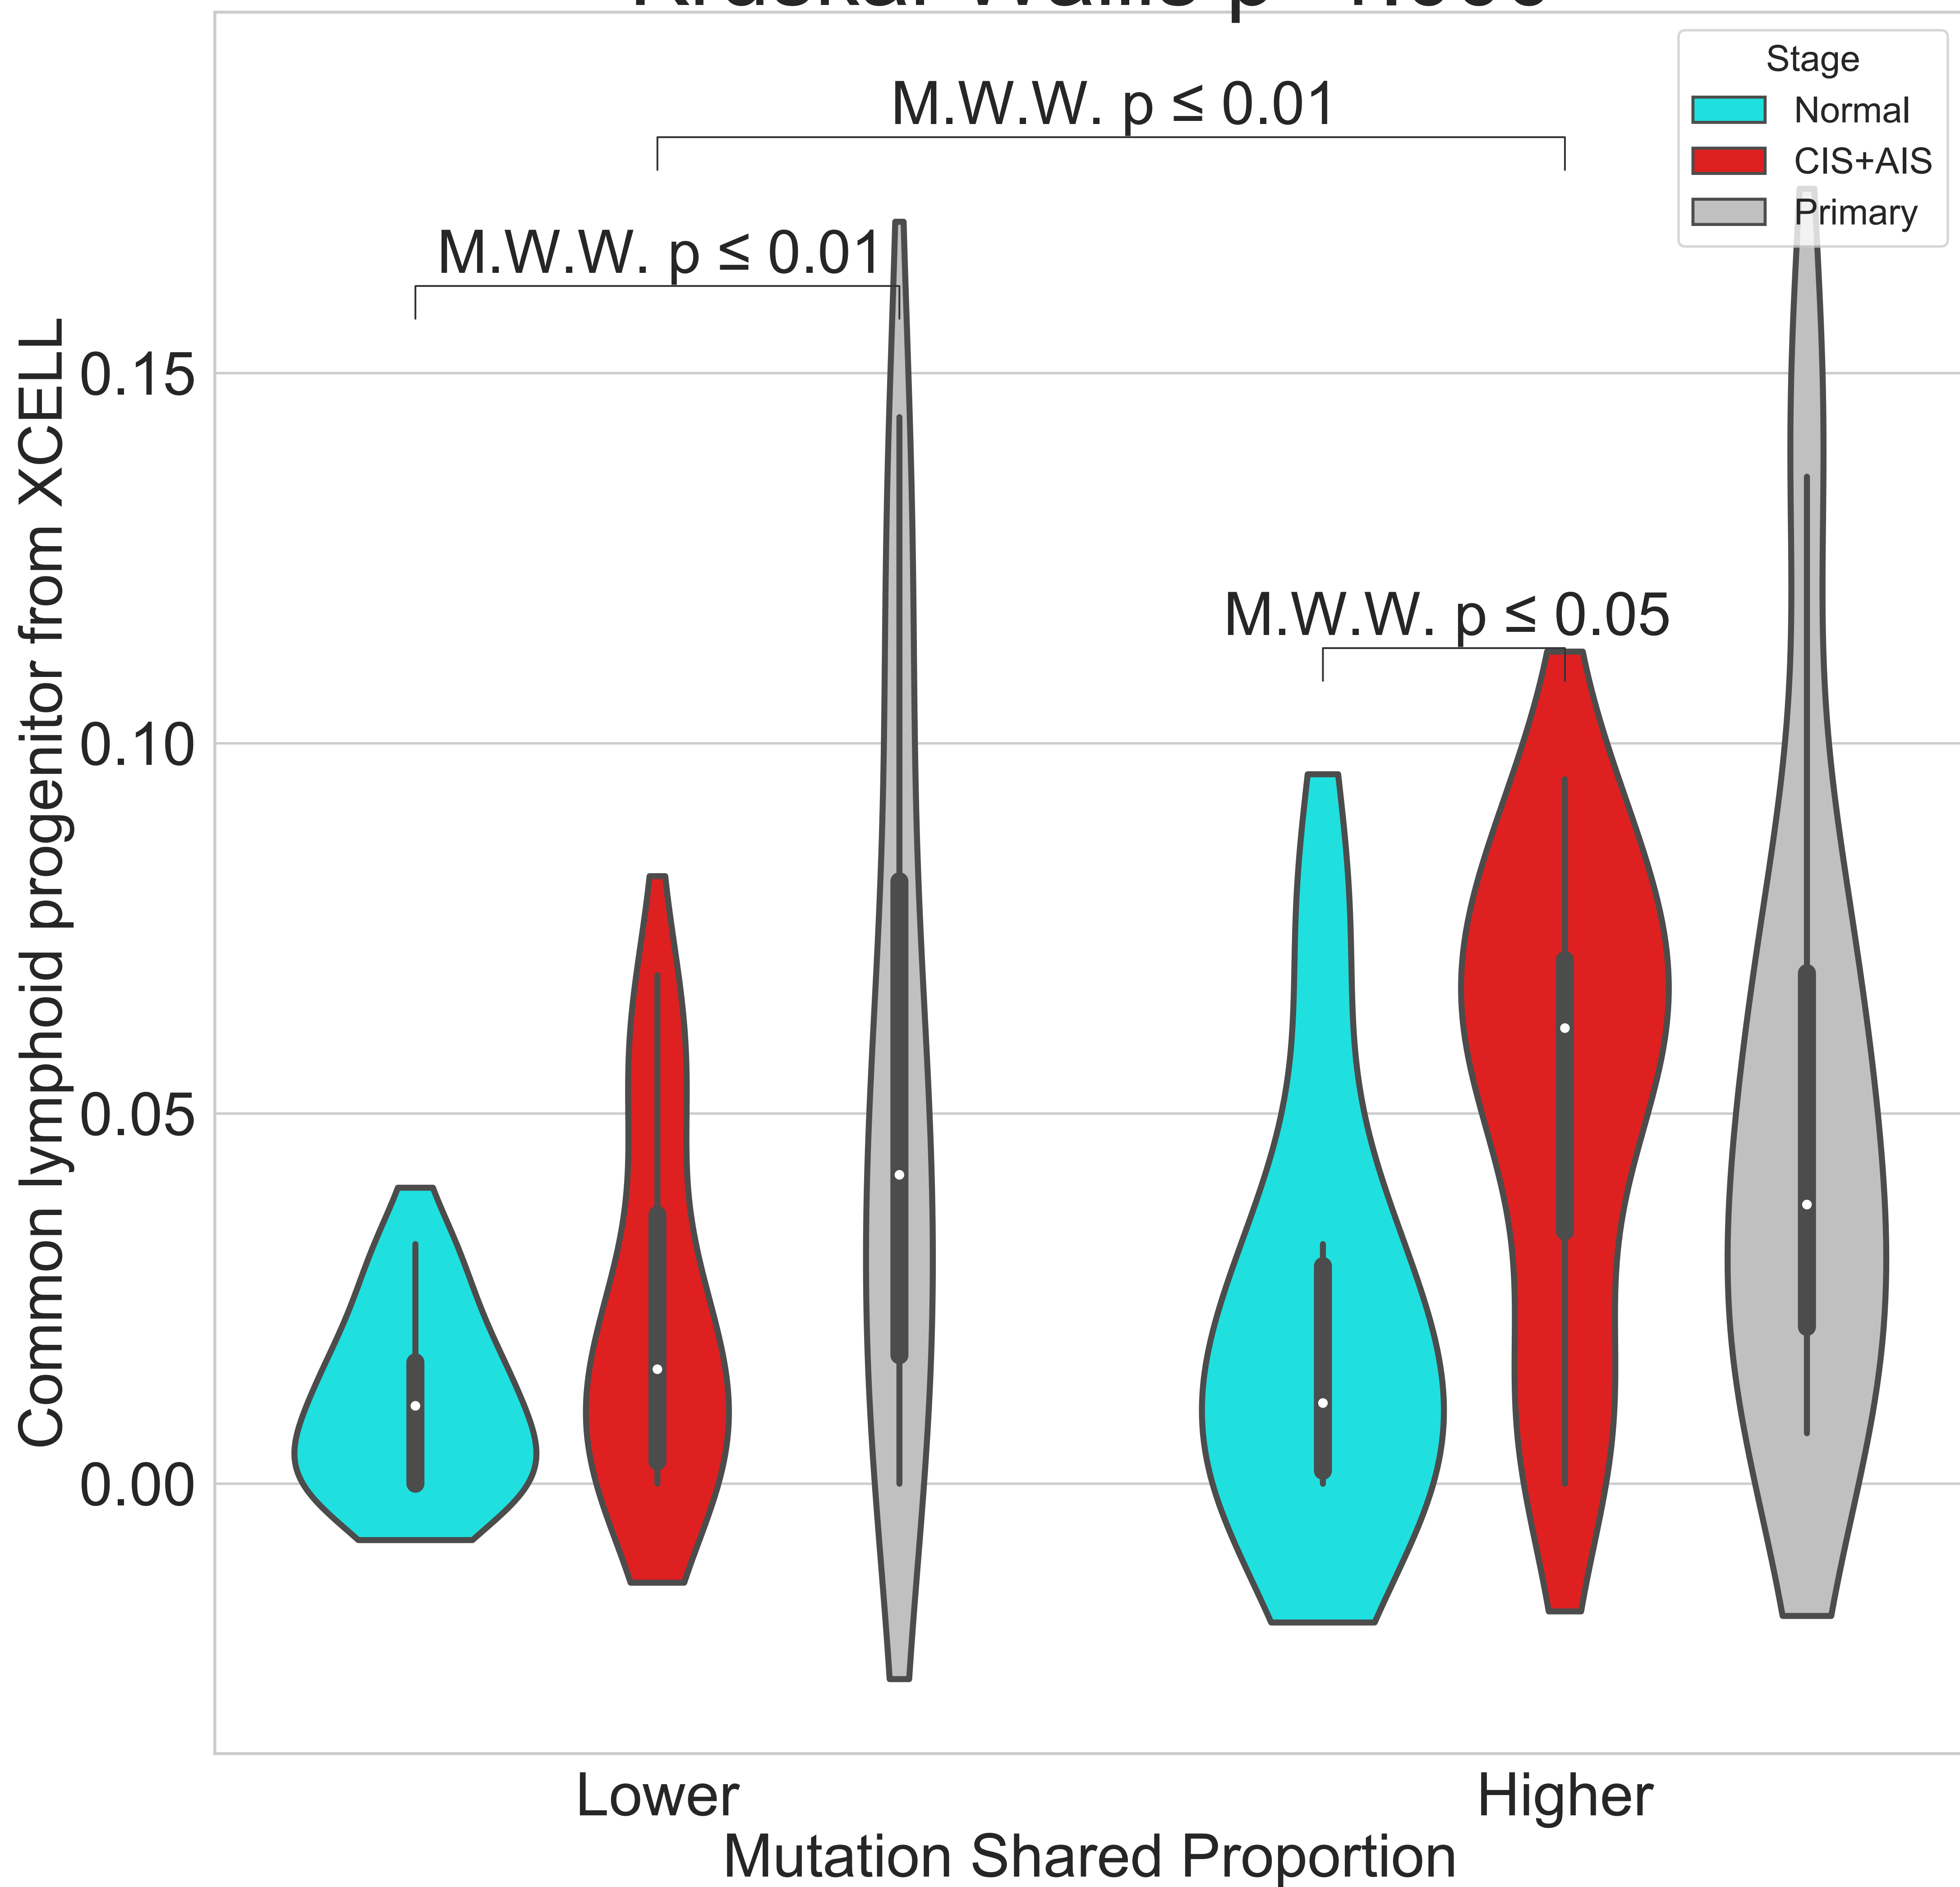 Stage
Normal
CIS+AIS
Primary
M.W.W. p ≤ 0.01
M.W.W. p ≤ 0.01
M.W.W. p ≤ 0.05
Common lymphoid progenitor from XCELL
0.15
0.10
0.05
0.00
Lower
Higher
Mutation Shared Proportion